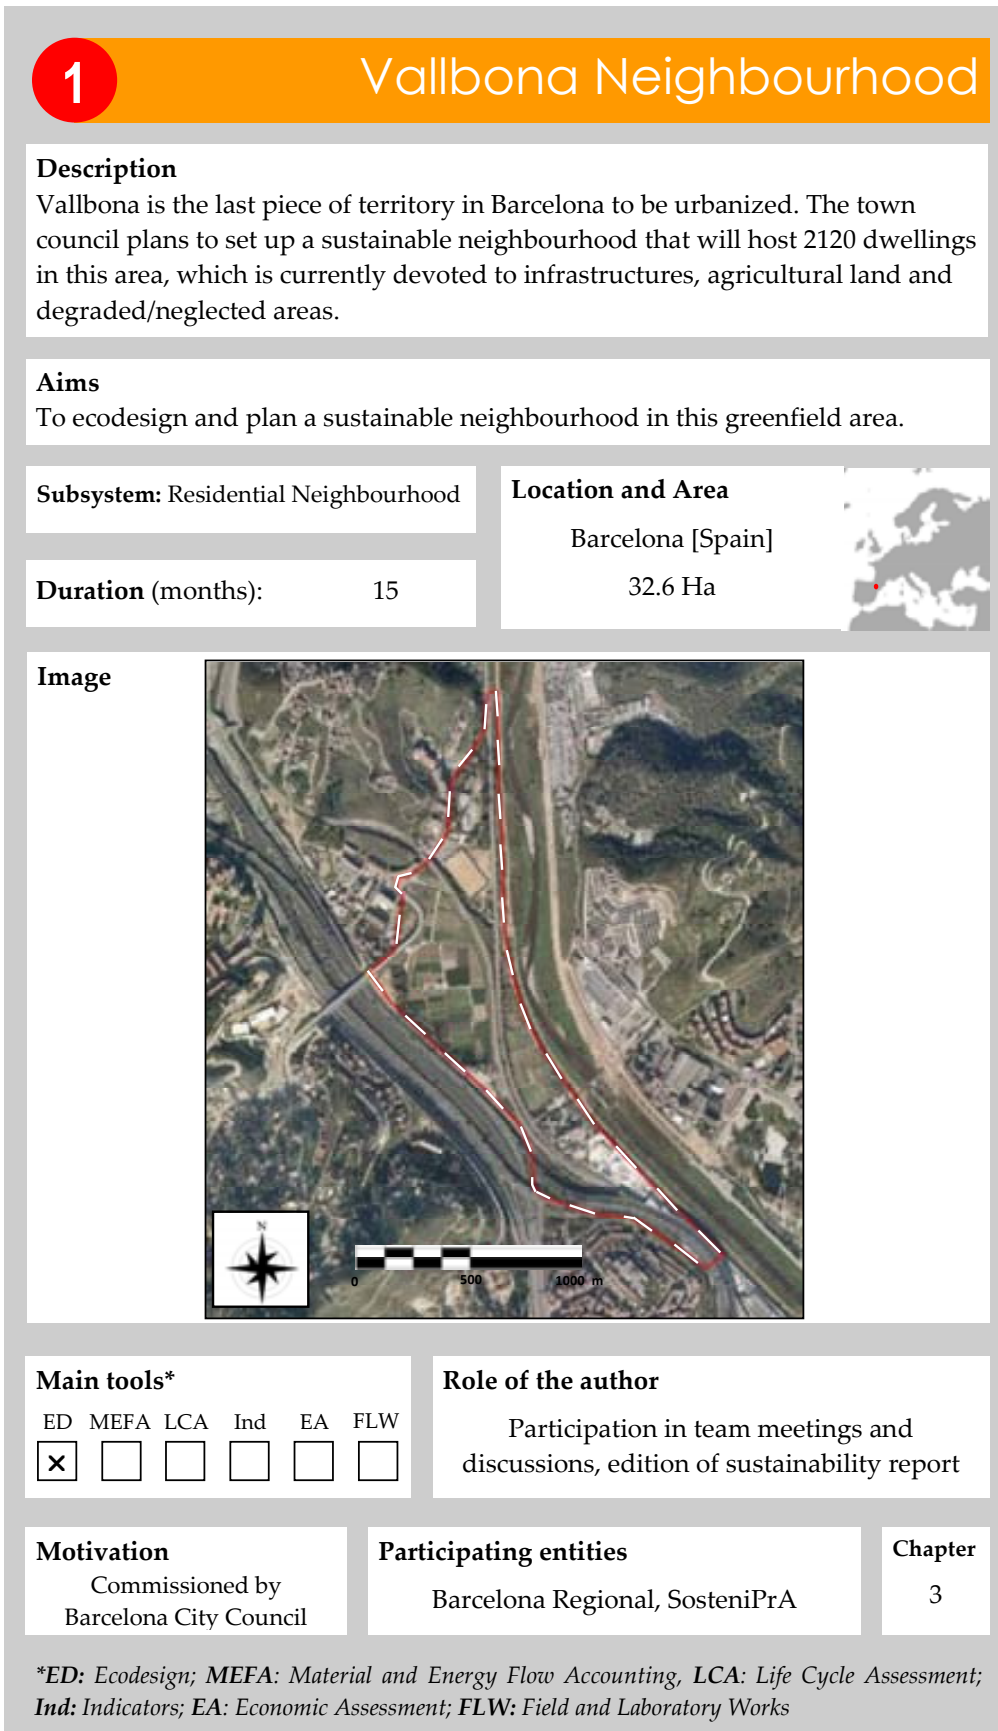 1
Vallbona Neighbourhood
Description
Vallbona is the last piece of territory in Barcelona to be urbanized. The town
council plans to set up a sustainable neighbourhood that will host 2120 dwellings
in this area, which is currently devoted to infrastructures, agricultural land and
degraded/neglected areas.
Aims
To ecodesign and plan a sustainable neighbourhood in this greenfield area.
Subsystem: Residential Neighbourhood
Duration (months): 15
Location and Area
Barcelona [Spain]
32.6 Ha
Image
N
0 500 1000 m
Main tools*
ED MEFA LCA Ind EA FLW
×
Role of the author
Participation in team meetings and
discussions, edition of sustainability report
Motivation
Commissioned by
Barcelona City Council
Participating entities
Barcelona Regional, SosteniPrA
Chapter
3
*ED: Ecodesign; MEFA: Material and Energy Flow Accounting, LCA: Life Cycle Assessment;
Ind: Indicators; EA: Economic Assessment; FLW: Field and Laboratory Works